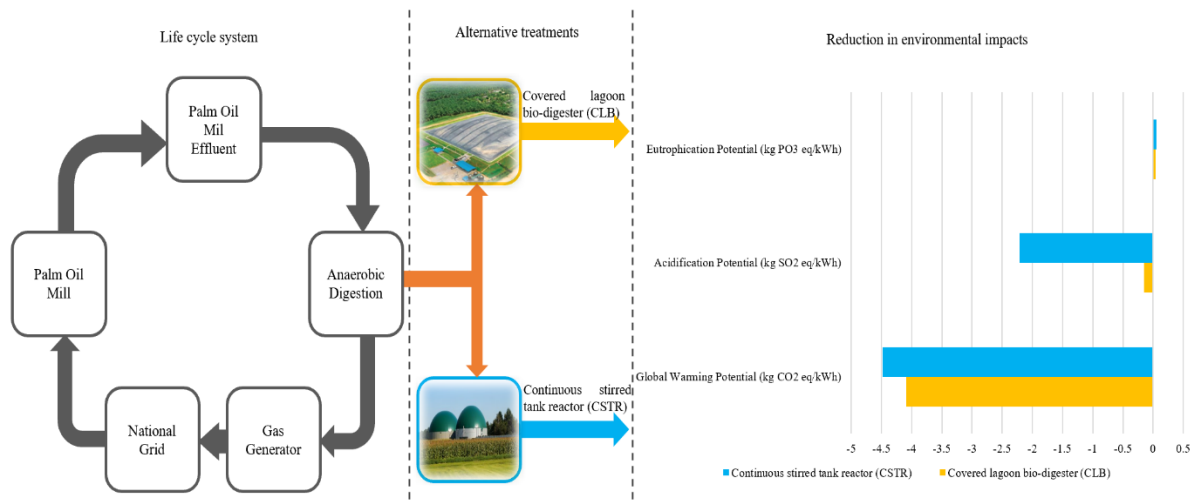 Life cycle system
Palm Oil
Mil
Effluent
Palm Oil
Mill
Anaerobic
Digestion
National
Grid
Gas
Generator
Alternative treatments
Covered lagoon
bio-digester (CLB)
Continuous stirred
tank reactor (CSTR)
Reduction in environmental impacts
Eutrophication Potential (kg PO3 eq/kWh)
Acidification Potential (kg SO2 eq/kWh)
Global Warming Potential (kg CO2 eq/kWh)
-5 -4.5 -4 -3.5 -3 -2.5 -2 -1.5 -1 -0.5 0 0.5
Continuous stirred tank reactor (CSTR) Covered lagoon bio-digester (CLB)